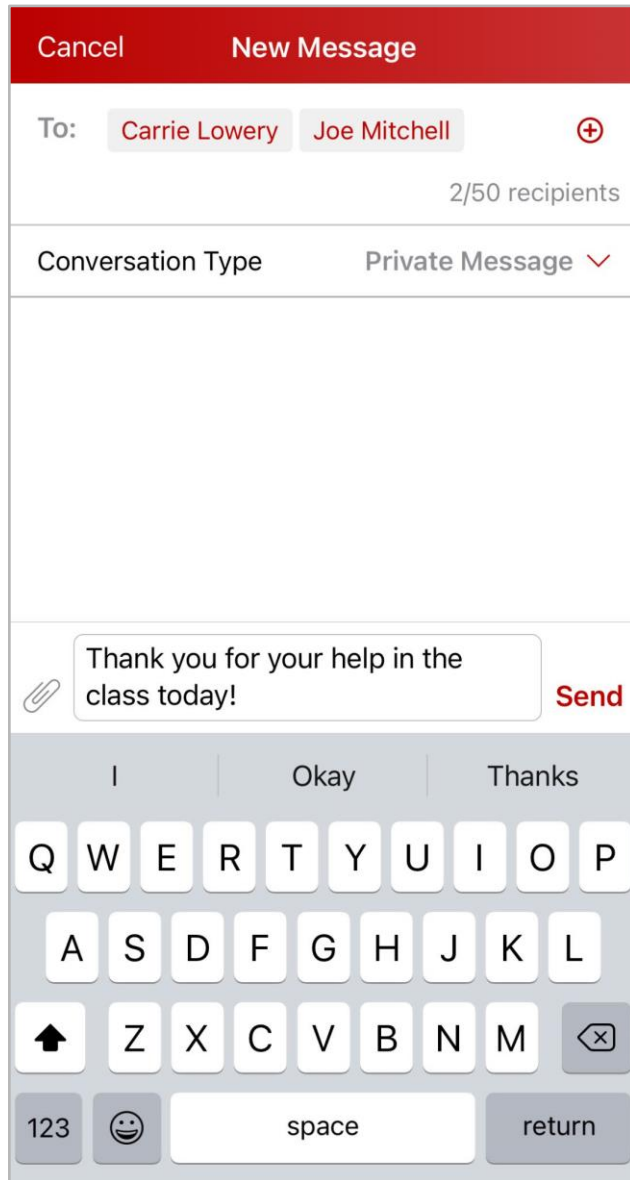 Cancel New Message
To: Carrie Lowery Joe Mitchell
2/50 recipients
Conversation Type Private Message
Thank you for your help in the
class today!
Send
I Okay Thanks
Q W E R T Y U I O P
A S D F G H J K L
Z X C V B N M
123 space return